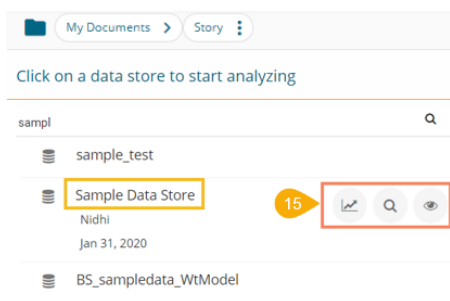 My Documents > Story
Click on a data store to start analyzing
sampl
sample_test
Sample Data Store
15
Nidhi
Jan 31, 2020
BS_sampledata_WtModel